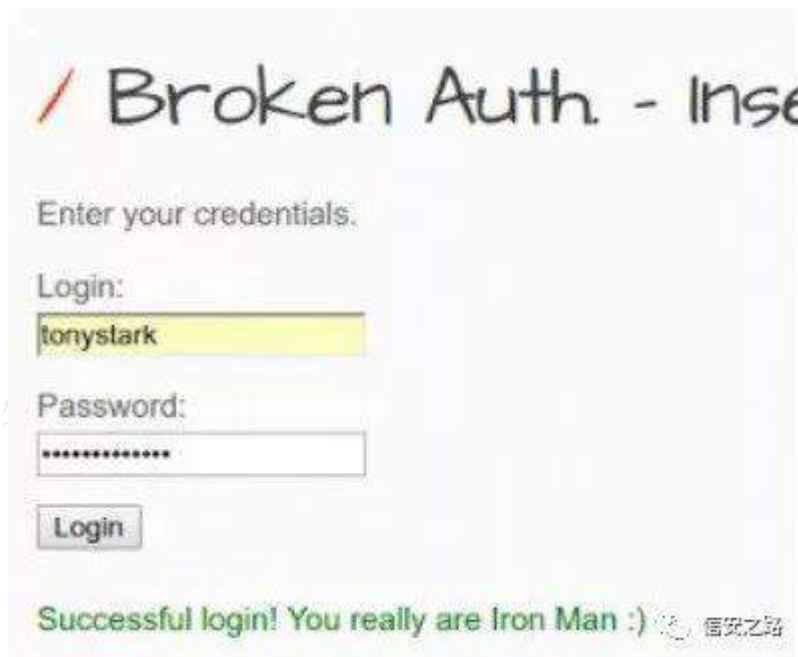 / Broken Auth. - Inse
Enter your credentials.
Login:
tonystark
Password:
•••••••••••••
Login
Successful login! You really are Iron Man :)
信安之路